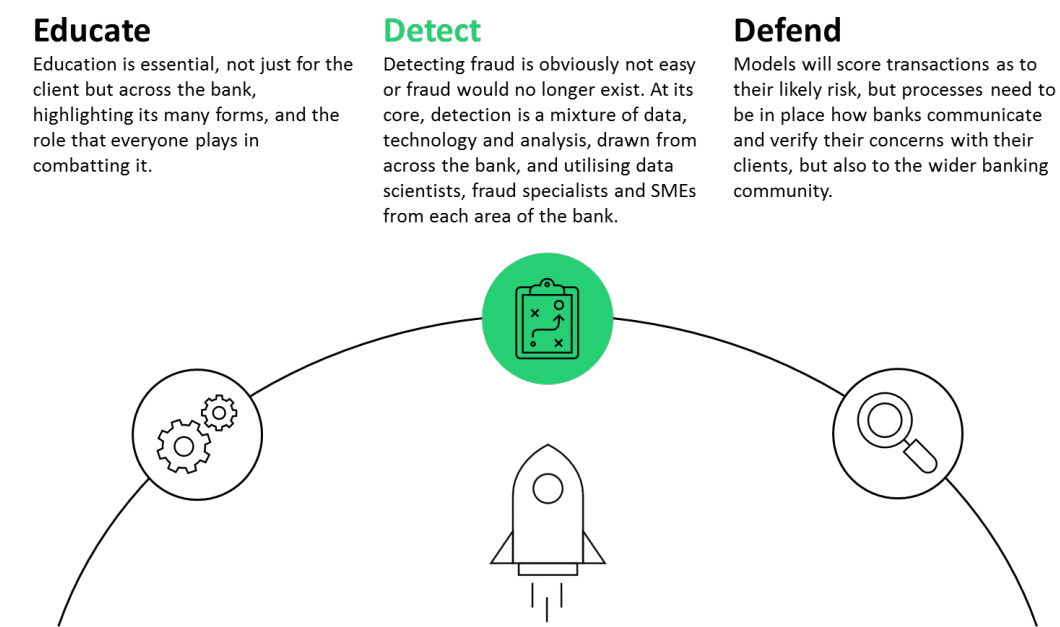 Educate
Education is essential, not just for the
client but across the bank,
highlighting its many forms, and the
role that everyone plays in
combatting it.
Detect
Detecting fraud is obviously not easy
or fraud would no longer exist. At its
core, detection is a mixture of data,
technology and analysis, drawn from
across the bank, and utilising data
scientists, fraud specialists and SMEs
from each area of the bank.
Defend
Models will score transactions as to
their likely risk, but processes need to
be in place how banks communicate
and verify their concerns with their
clients, but also to the wider banking
community.